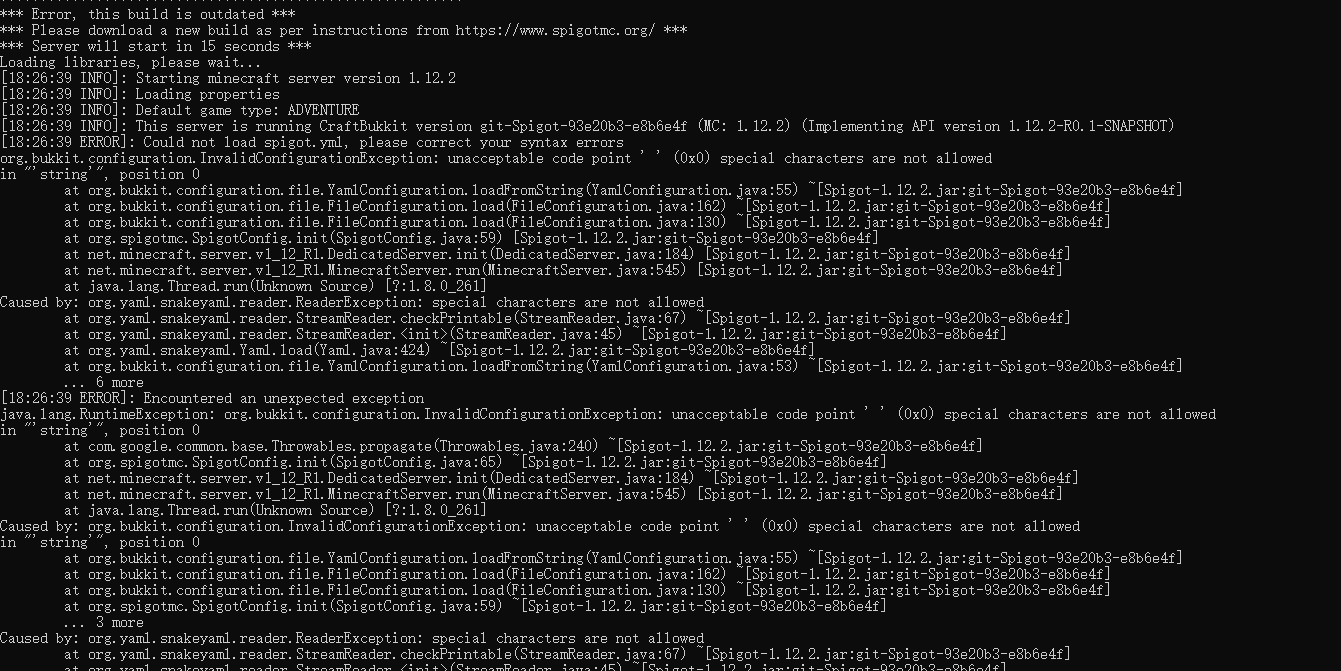 *** Error, this build is outdated ***
*** Please download a new build as per instructions from https://www.spigotmc.org/ ***
*** Server will start in 15 seconds ***
Loading libraries, please wait...
[18:26:39 INFO]: Starting minecraft server version 1.12.2
[18:26:39 INFO]: Loading properties
[18:26:39 INFO]: Default game type: ADVENTURE
[18:26:39 INFO]: This server is running CraftBukkit version git-Spigot-93e20b3-e8b6e4f (MC: 1.12.2) (Implementing API version 1.12.2-R0.1-SNAPSHOT)
[18:26:39 ERROR]: Could not load spigot.yml, please correct your syntax errors
org.bukkit.configuration.InvalidConfigurationException: unacceptable code point ' ' (0x0) special characters are not allowed
in "'string'", position 0
at org.bukkit.configuration.file.YamlConfiguration.loadFromString(YamlConfiguration.java:55) ~[Spigot-1.12.2.jar:git-Spigot-93e20b3-e8b6e4f]
at org.bukkit.configuration.file.FileConfiguration.load(FileConfiguration.java:162) ~[Spigot-1.12.2.jar:git-Spigot-93e20b3-e8b6e4f]
at org.bukkit.configuration.file.FileConfiguration.load(FileConfiguration.java:130) ~[Spigot-1.12.2.jar:git-Spigot-93e20b3-e8b6e4f]
at org.spigotmc.SpigotConfig.init(SpigotConfig.java:59) [Spigot-1.12.2.jar:git-Spigot-93e20b3-e8b6e4f]
at net.minecraft.server.v1_12_R1.DedicatedServer.init(DedicatedServer.java:184) [Spigot-1.12.2.jar:git-Spigot-93e20b3-e8b6e4f]
at net.minecraft.server.v1_12_R1.MinecraftServer.run(MinecraftServer.java:545) [Spigot-1.12.2.jar:git-Spigot-93e20b3-e8b6e4f]
at java.lang.Thread.run(Unknown Source) [?:1.8.0_261]
Caused by: org.yaml.snakeyaml.reader.ReaderException: special characters are not allowed
at org.yaml.snakeyaml.reader.StreamReader.checkPrintable(StreamReader.java:67) ~[Spigot-1.12.2.jar:git-Spigot-93e20b3-e8b6e4f]
at org.yaml.snakeyaml.reader.StreamReader.<init>(StreamReader.java:45) ~[Spigot-1.12.2.jar:git-Spigot-93e20b3-e8b6e4f]
at org.yaml.snakeyaml.Yaml.load(Yaml.java:424) ~[Spigot-1.12.2.jar:git-Spigot-93e20b3-e8b6e4f]
at org.bukkit.configuration.file.YamlConfiguration.loadFromString(YamlConfiguration.java:53) ~[Spigot-1.12.2.jar:git-Spigot-93e20b3-e8b6e4f]
... 6 more
[18:26:39 ERROR]: Encountered an unexpected exception
java.lang.RuntimeException: org.bukkit.configuration.InvalidConfigurationException: unacceptable code point ' ' (0x0) special characters are not allowed
in "'string'", position 0
at com.google.common.base.Throwables.propagate(Throwables.java:240) ~[Spigot-1.12.2.jar:git-Spigot-93e20b3-e8b6e4f]
at org.spigotmc.SpigotConfig.init(SpigotConfig.java:65) ~[Spigot-1.12.2.jar:git-Spigot-93e20b3-e8b6e4f]
at net.minecraft.server.v1_12_R1.DedicatedServer.init(DedicatedServer.java:184) ~[Spigot-1.12.2.jar:git-Spigot-93e20b3-e8b6e4f]
at net.minecraft.server.v1_12_R1.MinecraftServer.run(MinecraftServer.java:545) [Spigot-1.12.2.jar:git-Spigot-93e20b3-e8b6e4f]
at java.lang.Thread.run(Unknown Source) [?:1.8.0_261]
Caused by: org.bukkit.configuration.InvalidConfigurationException: unacceptable code point ' ' (0x0) special characters are not allowed
in "'string'", position 0
at org.bukkit.configuration.file.YamlConfiguration.loadFromString(YamlConfiguration.java:55) ~[Spigot-1.12.2.jar:git-Spigot-93e20b3-e8b6e4f]
at org.bukkit.configuration.file.FileConfiguration.load(FileConfiguration.java:162) ~[Spigot-1.12.2.jar:git-Spigot-93e20b3-e8b6e4f]
at org.bukkit.configuration.file.FileConfiguration.load(FileConfiguration.java:130) ~[Spigot-1.12.2.jar:git-Spigot-93e20b3-e8b6e4f]
at org.spigotmc.SpigotConfig.init(SpigotConfig.java:59) ~[Spigot-1.12.2.jar:git-Spigot-93e20b3-e8b6e4f]
... 3 more
Caused by: org.yaml.snakeyaml.reader.ReaderException: special characters are not allowed
at org.yaml.snakeyaml.reader.StreamReader.checkPrintable(StreamReader.java:67) ~[Spigot-1.12.2.jar:git-Spigot-93e20b3-e8b6e4f]
at org.yaml.snakeyaml.reader.StreamReader.<init>(StreamReader.java:45) ~[Spigot-1.12.2.jar:git-Spigot-93e20b3-e8b6e4f]